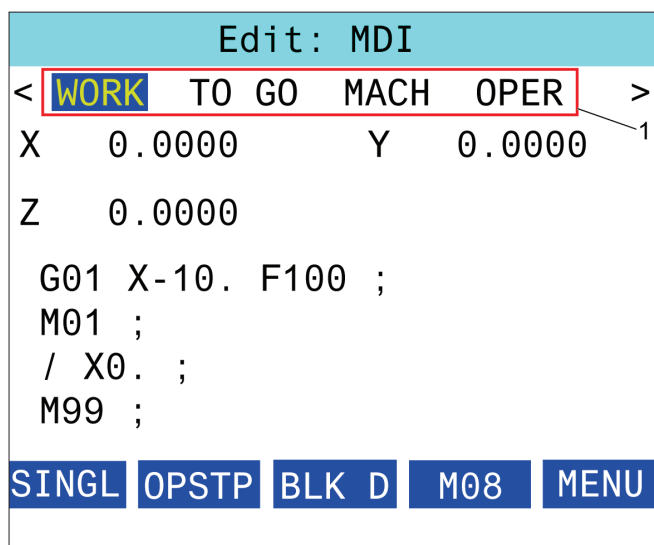 Edit: MDI
< WORK TO GO MACH OPER >
1
X 0.0000 Y 0.0000
Z 0.0000
G01 X-10. F100 ;
M01 ;
/ X0. ;
M99 ;
SINGL OPSTP BLK D M08 MENU